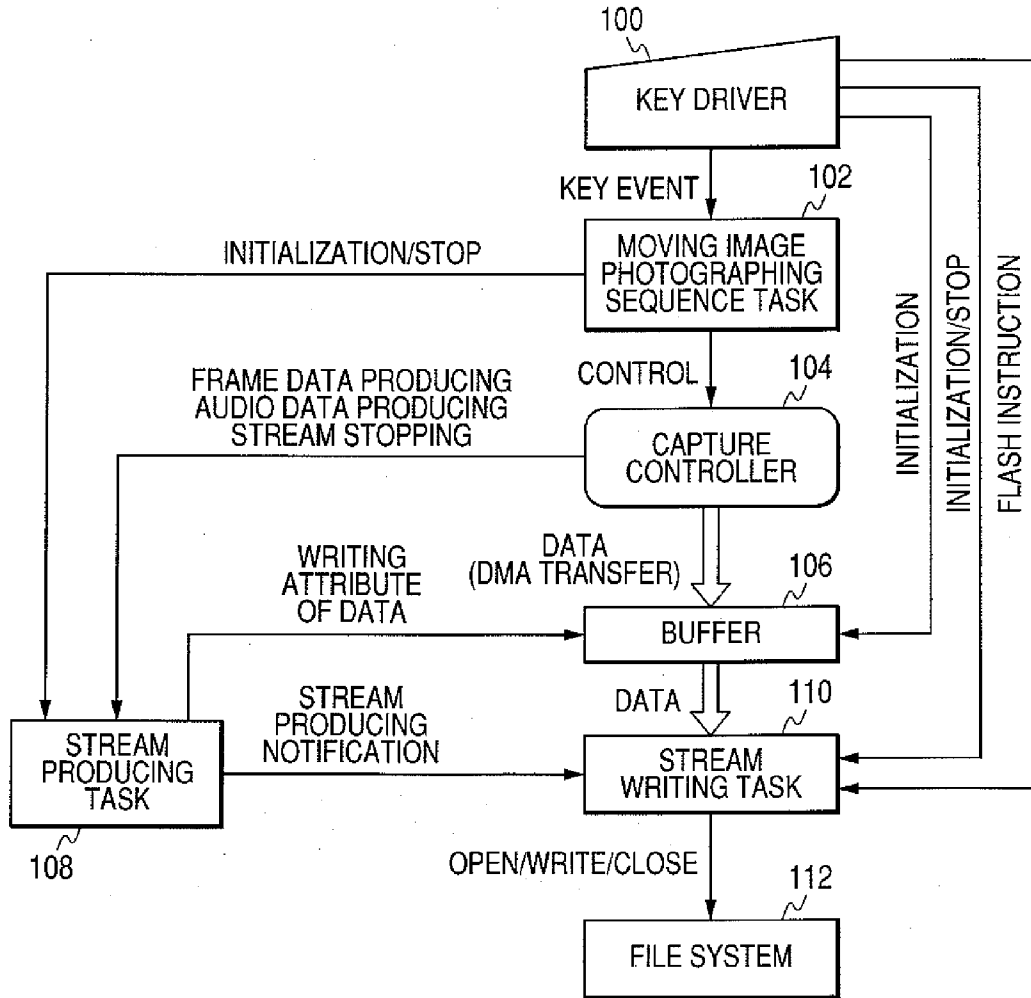 100
KEY DRIVER
KEY EVENT
102
INITIALIZATION/STOP
MOVING IMAGE
PHOTOGRAPHING
SEQUENCE TASK
INITIALIZATION
INITIALIZATION/STOP
FLASH INSTRUCTION
CONTROL
104
FRAME DATA PRODUCING
AUDIO DATA PRODUCING
STREAM STOPPING
CAPTURE
CONTROLLER
WRITING
ATTRIBUTE
OF DATA
DATA
(DMA TRANSFER)
106
BUFFER
STREAM
PRODUCING
NOTIFICATION
DATA
110
STREAM
PRODUCING
TASK
108
STREAM
WRITING TASK
OPEN/WRITE/CLOSE
112
FILE SYSTEM